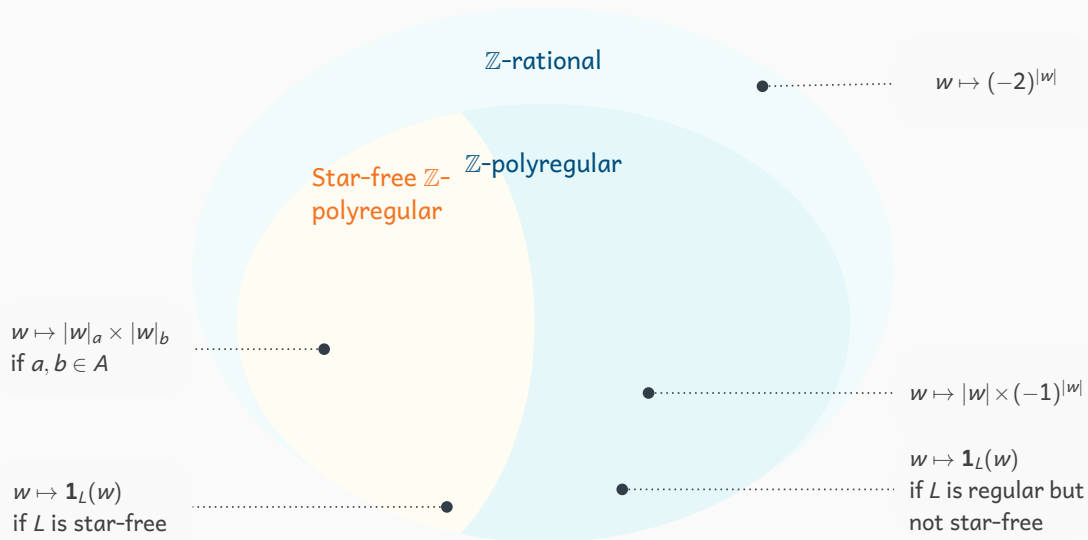 ℤ-rational
w ↦ (−2)^{|w|}
ℤ-polyregular
Star-free ℤ-
polyregular
w ↦ |w|_a × |w|_b
if a, b ∈ A
w ↦ |w| × (−1)^{|w|}
w ↦ 𝟏_L(w)
if L is star-free
w ↦ 𝟏_L(w)
if L is regular but
not star-free